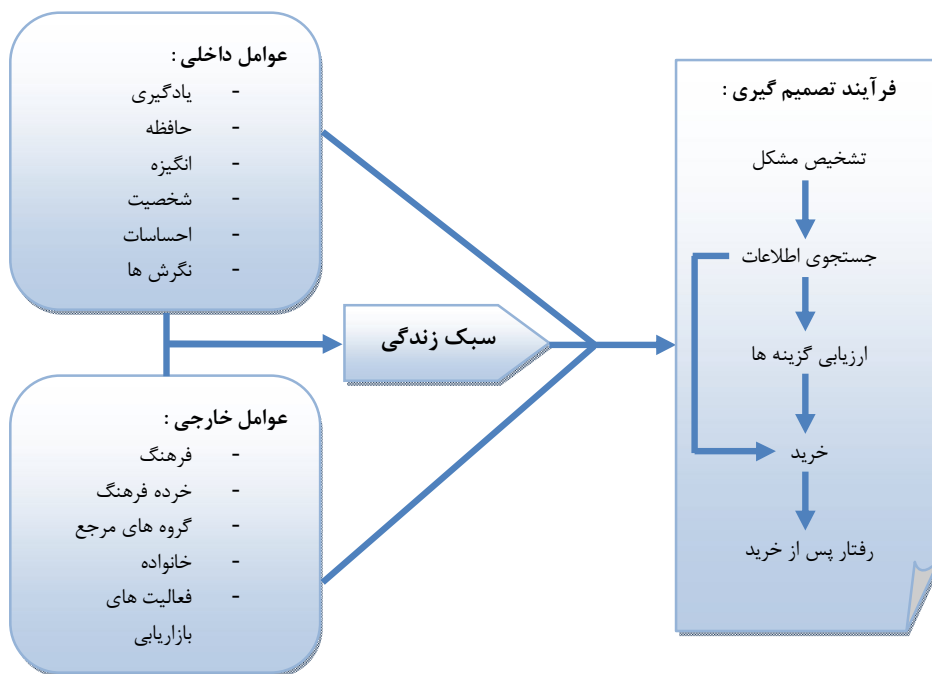 عوامل داخلی :
- یادگیری
- حافظه
- انگیزه
- شخصیت
- احساسات
- نگرش ها
عوامل خارجی :
- فرهنگ
- خرده فرهنگ
- گروه های مرجع
- خانواده
- فعالیت های
بازاریابی
سبک زندگی
فرآیند تصمیم گیری :
تشخیص مشکل
جستجوی اطلاعات
ارزیابی گزینه ها
خرید
رفتار پس از خرید